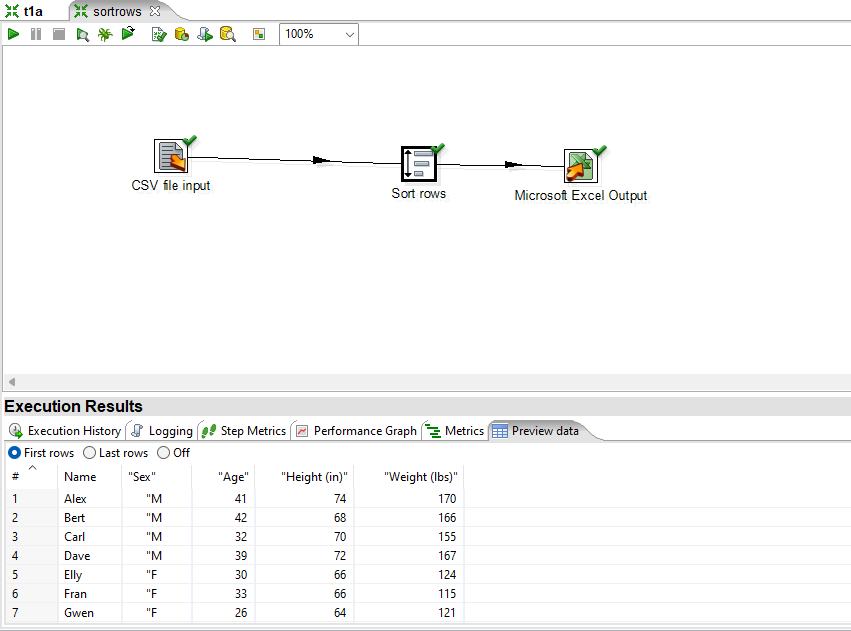 t1a sortrows
100%
CSV file input
Sort rows
Microsoft Excel Output
Execution Results
Execution History Logging Step Metrics Performance Graph Metrics Preview data
First rows Last rows Off
# Name "Sex" "Age" "Height (in)" "Weight (lbs)"
1 Alex "M 41 74 170
2 Bert "M 42 68 166
3 Carl "M 32 70 155
4 Dave "M 39 72 167
5 Elly "F 30 66 124
6 Fran "F 33 66 115
7 Gwen "F 26 64 121